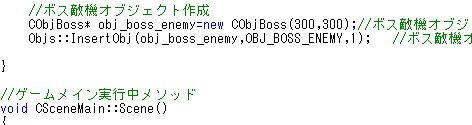 //ボス敵機オブジェクト作成
CObjBoss* obj_boss_enemy=new CObjBoss(300,300);//ボス敵機オブジ
Objs::InsertObj(obj_boss_enemy,OBJ_BOSS_ENEMY,1);   //ボス敵機オ
}
//ゲームメイン実行中メソッド
void CSceneMain::Scene()
{